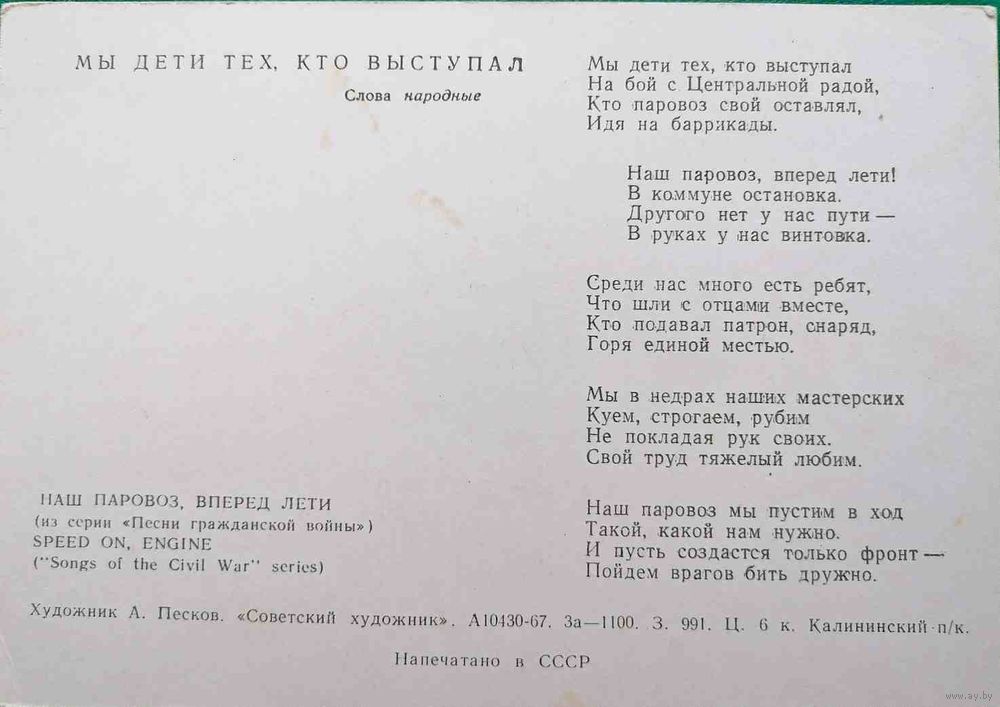 МЫ ДЕТИ ТЕХ, КТО ВЫСТУПАЛ
Слова народные
Мы дети тех, кто выступал
На бой с Центральной радой,
Кто паровоз свой оставлял,
Идя на баррикады.
Наш паровоз, вперед лети!
В коммуне остановка.
Другого нет у нас пути —
В руках у нас винтовка.
Среди нас много есть ребят,
Что шли с отцами вместе,
Кто подавал патрон, снаряд,
Горя единой местью.
Мы в недрах наших мастерских
Куем, строгаем, рубим
Не покладая рук своих.
Свой труд тяжелый любим.
Наш паровоз мы пустим в ход
Такой, какой нам нужно.
И пусть создастся только фронт —
Пойдем врагов бить дружно.
НАШ ПАРОВОЗ, ВПЕРЕД ЛЕТИ
(из серии «Песни гражданской войны»)
SPEED ON, ENGINE
("Songs of the Civil War" series)
Художник А. Песков. «Советский художник». А10430-67. За—1100. З. 991. Ц. 6 к. Калининский п/к.
Напечатано в СССР
www.ay.by